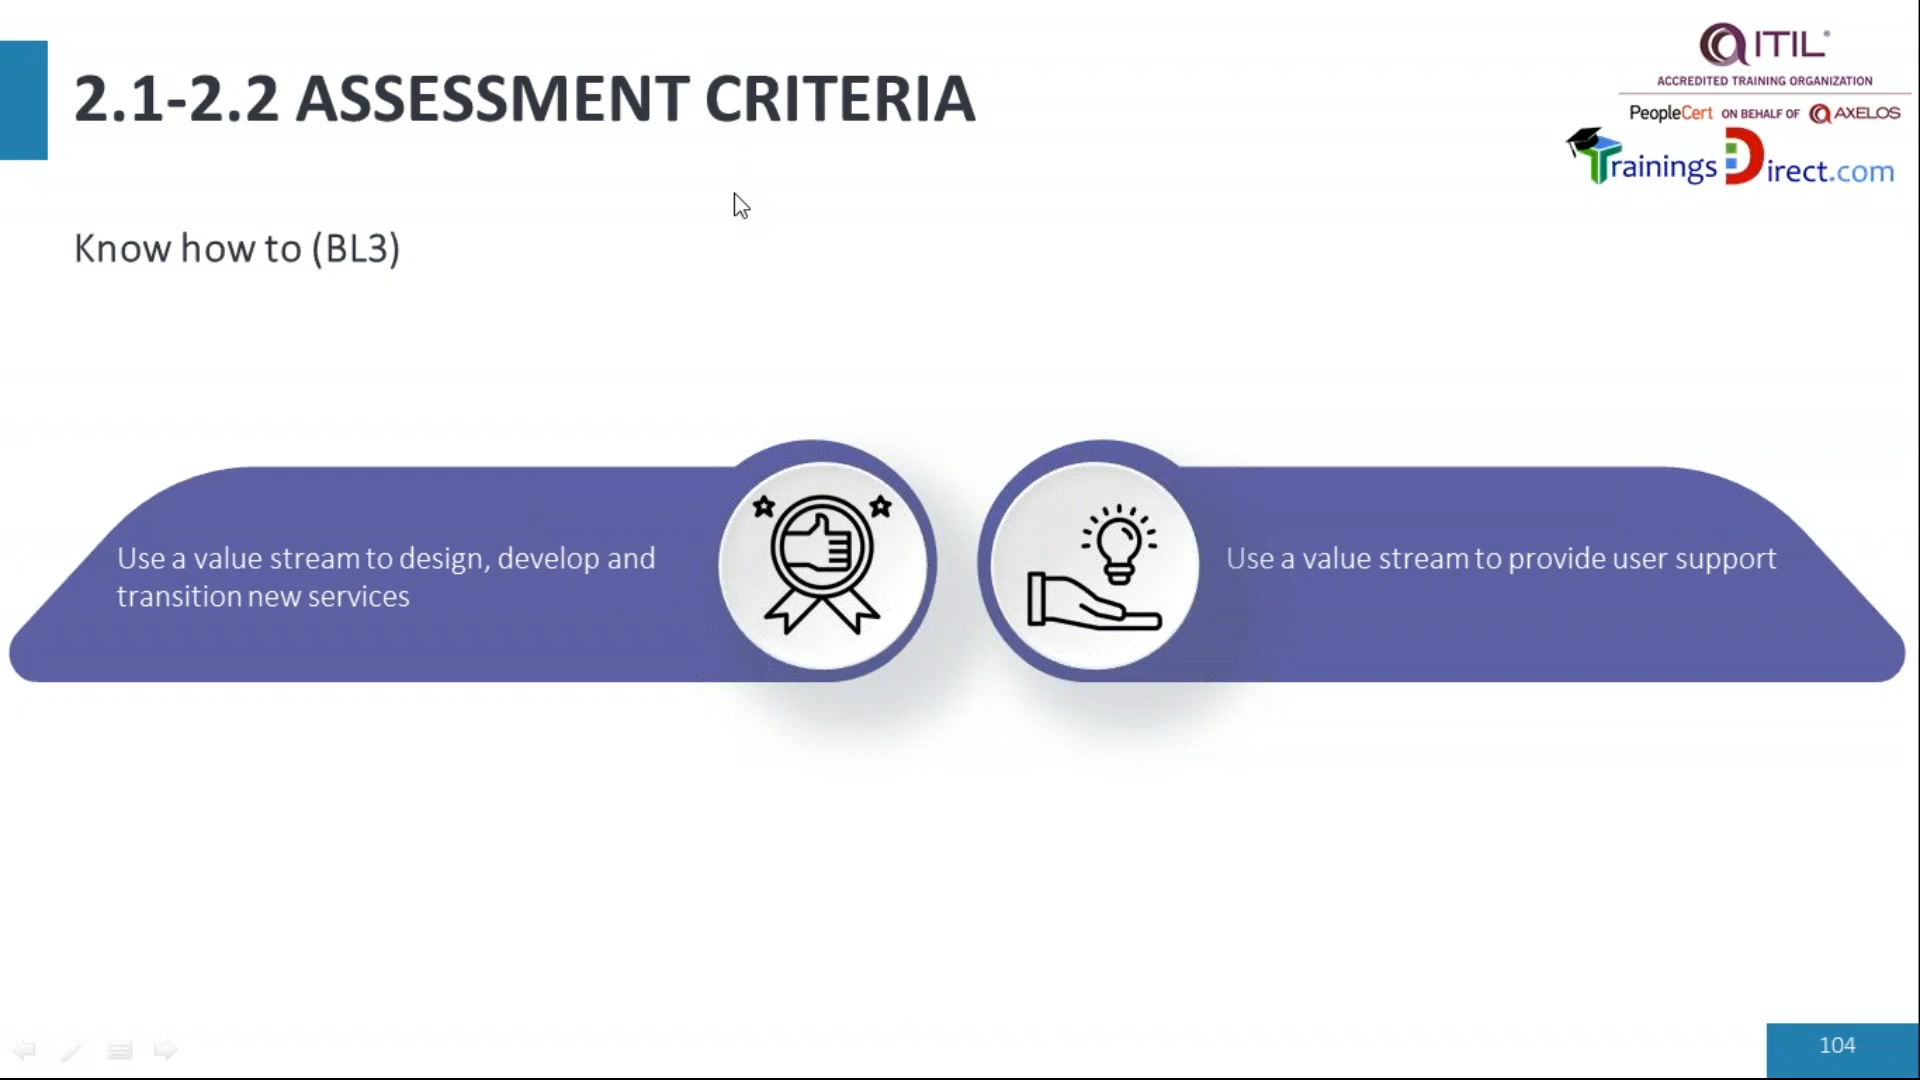 2.1-2.2 ASSESSMENT CRITERIA
ITIL®
ACCREDITED TRAINING ORGANIZATION
PeopleCert ON BEHALF OF AXELOS
TrainingsDirect.com
Know how to (BL3)
Use a value stream to design, develop and
transition new services
Use a value stream to provide user support
104